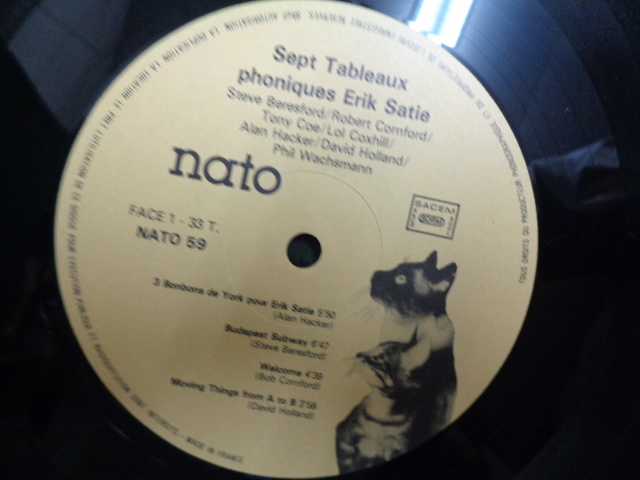 Sept Tableaux
phoniques Erik Satie
Steve Beresford/Robert Cornford/
Tony Coe/Lol Coxhill/
Alan Hacker/David Holland/
Phil Wachsmann
nato
SACEM
FACE 1 - 33 T.
NATO 59
3 Bonbons de York pour Erik Satie 5'50
(Alan Hacker)
Budapest Subway 6'47
(Steve Beresford)
Welcome 4'39
(Bob Cornford)
Moving Things from A to B 2'58
(David Holland)
MADE IN FRANCE